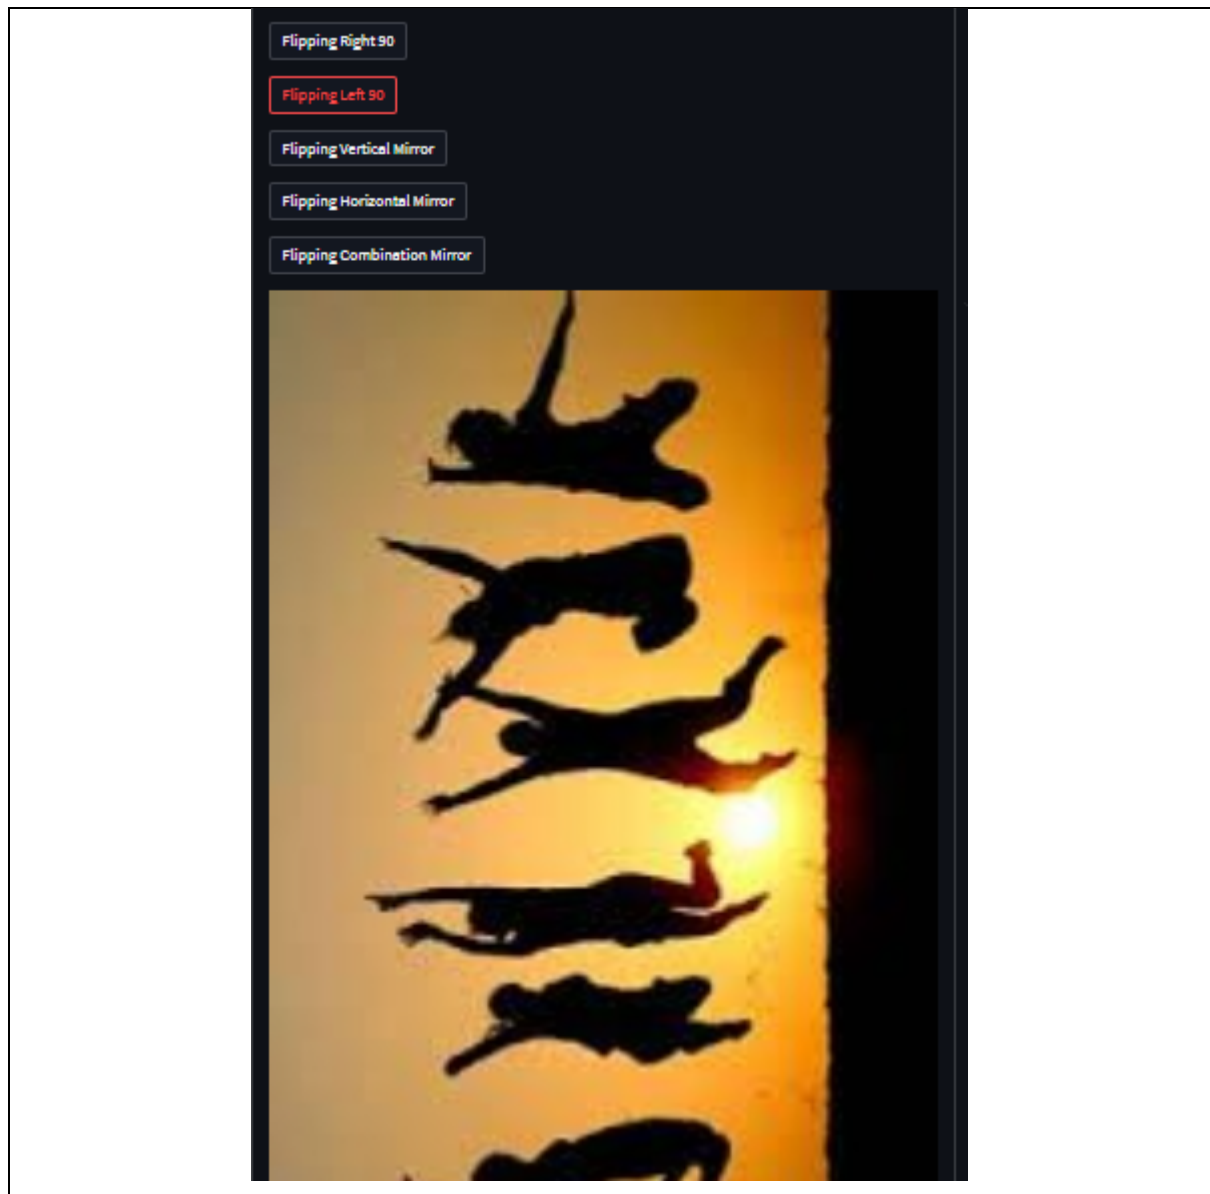 Flipping Right 90
Flipping Left 90
Flipping Vertical Mirror
Flipping Horizontal Mirror
Flipping Combination Mirror